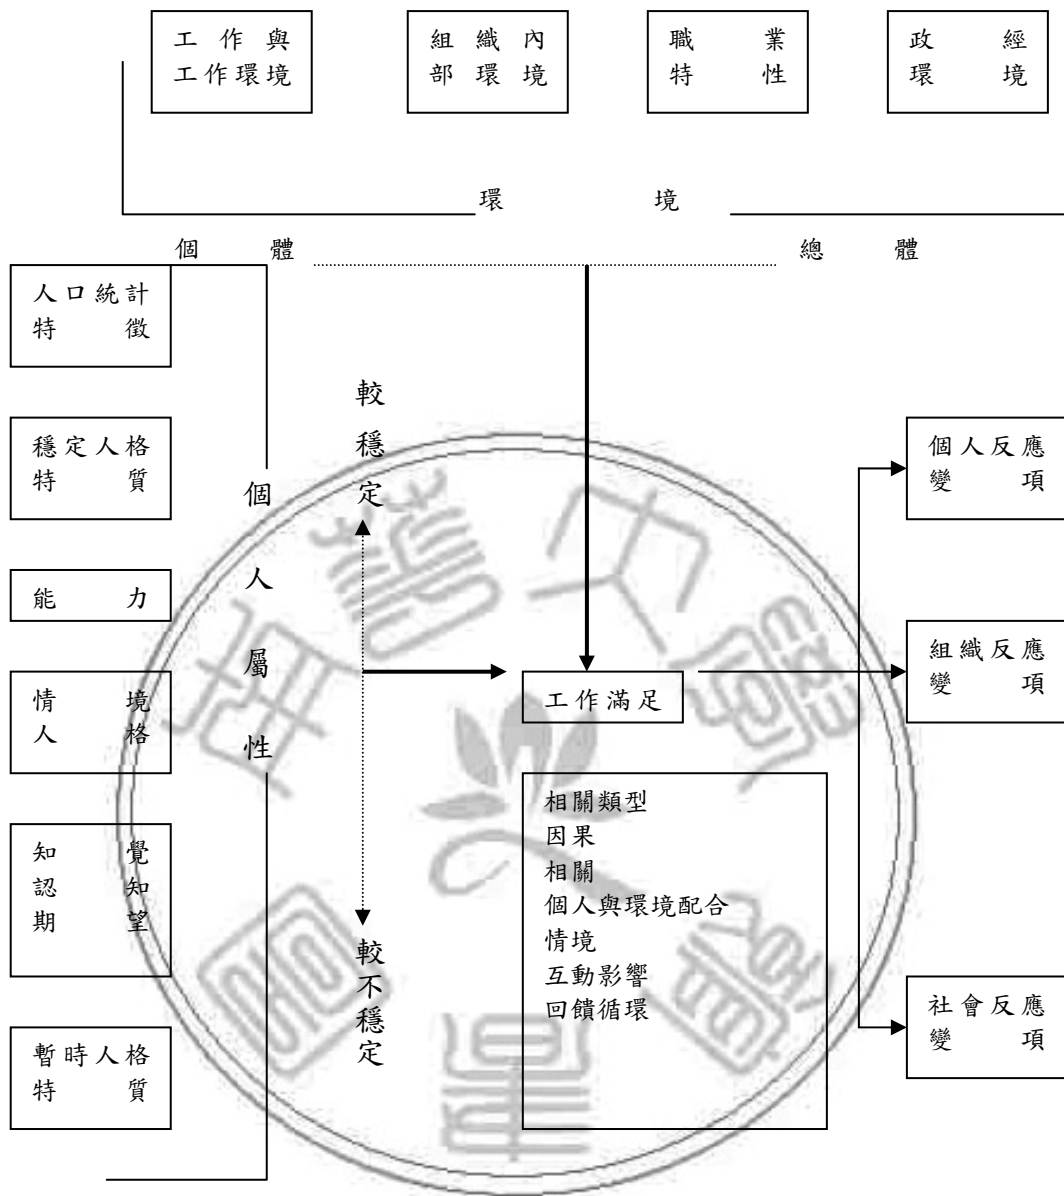 工作與
工作環境
組織內
部環境
職業
特性
政經
環境
環境
個體
總體
人口統計
特徵
穩定人格
特質
能力
情境
人格
知覺
認知
期望
暫時人格
特質
個人屬性
較穩定
較不穩定
工作滿足
相關類型
因果
相關
個人與環境配合
情境
互動影響
回饋循環
個人反應
變項
組織反應
變項
社會反應
變項